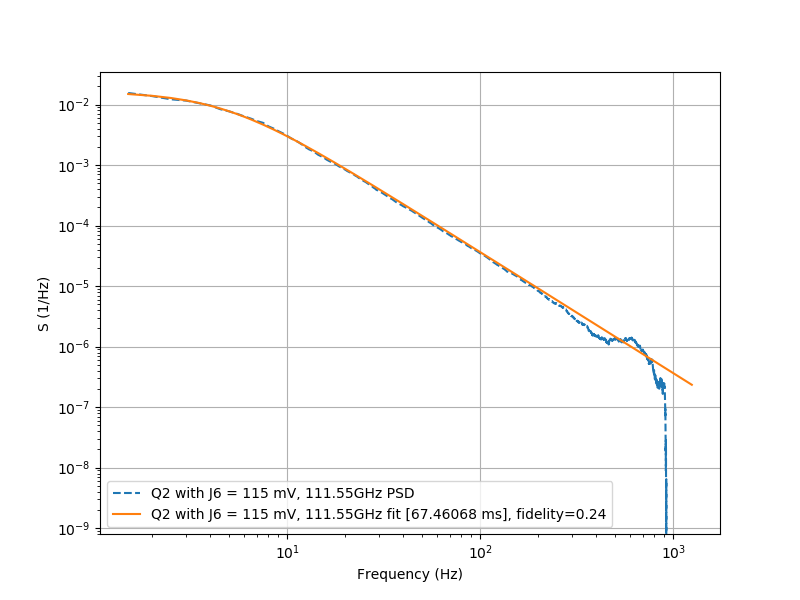 S (1/Hz)
10⁻²
10⁻³
10⁻⁴
10⁻⁵
10⁻⁶
10⁻⁷
10⁻⁸
10⁻⁹
Q2 with J6 = 115 mV, 111.55GHz PSD
Q2 with J6 = 115 mV, 111.55GHz fit [67.46068 ms], fidelity=0.24
10¹ 10² 10³
Frequency (Hz)